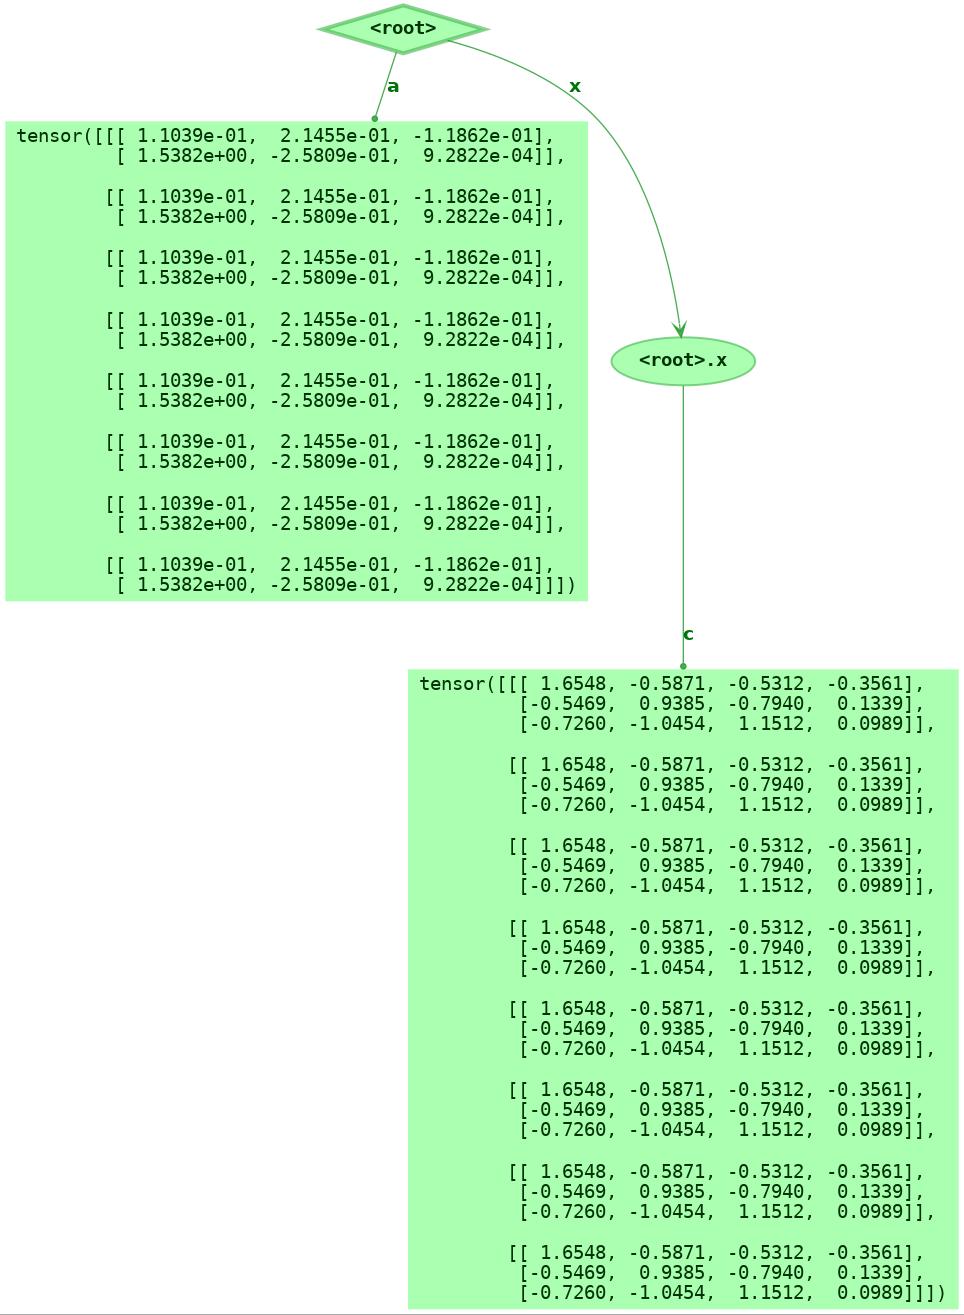 <root>
a
x
tensor([[[ 1.1039e-01,  2.1455e-01, -1.1862e-01],
         [ 1.5382e+00, -2.5809e-01,  9.2822e-04]],
        [[ 1.1039e-01,  2.1455e-01, -1.1862e-01],
         [ 1.5382e+00, -2.5809e-01,  9.2822e-04]],
        [[ 1.1039e-01,  2.1455e-01, -1.1862e-01],
         [ 1.5382e+00, -2.5809e-01,  9.2822e-04]],
        [[ 1.1039e-01,  2.1455e-01, -1.1862e-01],
         [ 1.5382e+00, -2.5809e-01,  9.2822e-04]],
        [[ 1.1039e-01,  2.1455e-01, -1.1862e-01],
         [ 1.5382e+00, -2.5809e-01,  9.2822e-04]],
        [[ 1.1039e-01,  2.1455e-01, -1.1862e-01],
         [ 1.5382e+00, -2.5809e-01,  9.2822e-04]],
        [[ 1.1039e-01,  2.1455e-01, -1.1862e-01],
         [ 1.5382e+00, -2.5809e-01,  9.2822e-04]],
        [[ 1.1039e-01,  2.1455e-01, -1.1862e-01],
         [ 1.5382e+00, -2.5809e-01,  9.2822e-04]]])
<root>.x
c
tensor([[[ 1.6548, -0.5871, -0.5312, -0.3561],
         [-0.5469,  0.9385, -0.7940,  0.1339],
         [-0.7260, -1.0454,  1.1512,  0.0989]],
        [[ 1.6548, -0.5871, -0.5312, -0.3561],
         [-0.5469,  0.9385, -0.7940,  0.1339],
         [-0.7260, -1.0454,  1.1512,  0.0989]],
        [[ 1.6548, -0.5871, -0.5312, -0.3561],
         [-0.5469,  0.9385, -0.7940,  0.1339],
         [-0.7260, -1.0454,  1.1512,  0.0989]],
        [[ 1.6548, -0.5871, -0.5312, -0.3561],
         [-0.5469,  0.9385, -0.7940,  0.1339],
         [-0.7260, -1.0454,  1.1512,  0.0989]],
        [[ 1.6548, -0.5871, -0.5312, -0.3561],
         [-0.5469,  0.9385, -0.7940,  0.1339],
         [-0.7260, -1.0454,  1.1512,  0.0989]],
        [[ 1.6548, -0.5871, -0.5312, -0.3561],
         [-0.5469,  0.9385, -0.7940,  0.1339],
         [-0.7260, -1.0454,  1.1512,  0.0989]],
        [[ 1.6548, -0.5871, -0.5312, -0.3561],
         [-0.5469,  0.9385, -0.7940,  0.1339],
         [-0.7260, -1.0454,  1.1512,  0.0989]],
        [[ 1.6548, -0.5871, -0.5312, -0.3561],
         [-0.5469,  0.9385, -0.7940,  0.1339],
         [-0.7260, -1.0454,  1.1512,  0.0989]]])